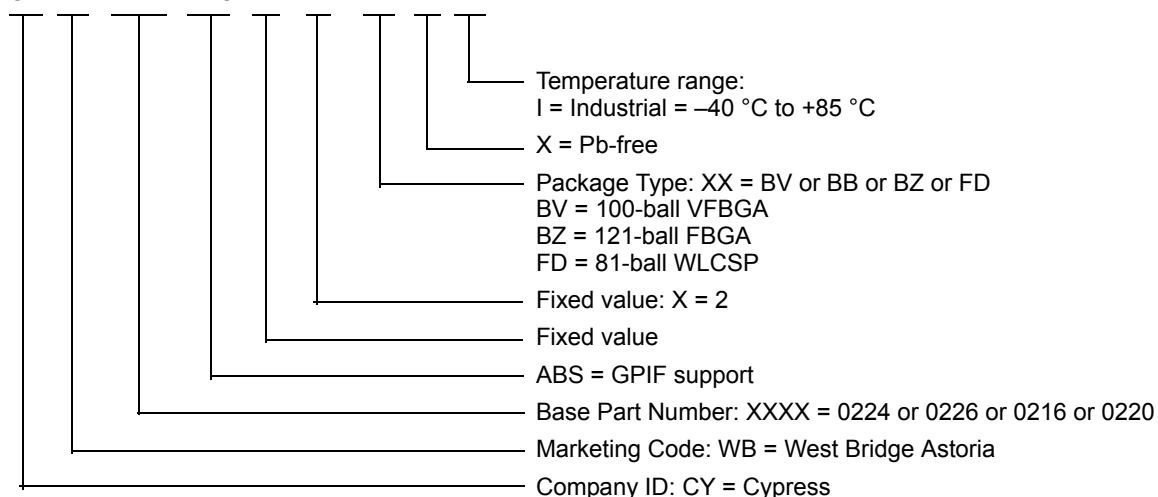 Temperature range:
I = Industrial = –40 °C to +85 °C
X = Pb-free
Package Type: XX = BV or BB or BZ or FD
BV = 100-ball VFBGA
BZ = 121-ball FBGA
FD = 81-ball WLCSP
Fixed value: X = 2
Fixed value
ABS = GPIF support
Base Part Number: XXXX = 0224 or 0226 or 0216 or 0220
Marketing Code: WB = West Bridge Astoria
Company ID: CY = Cypress